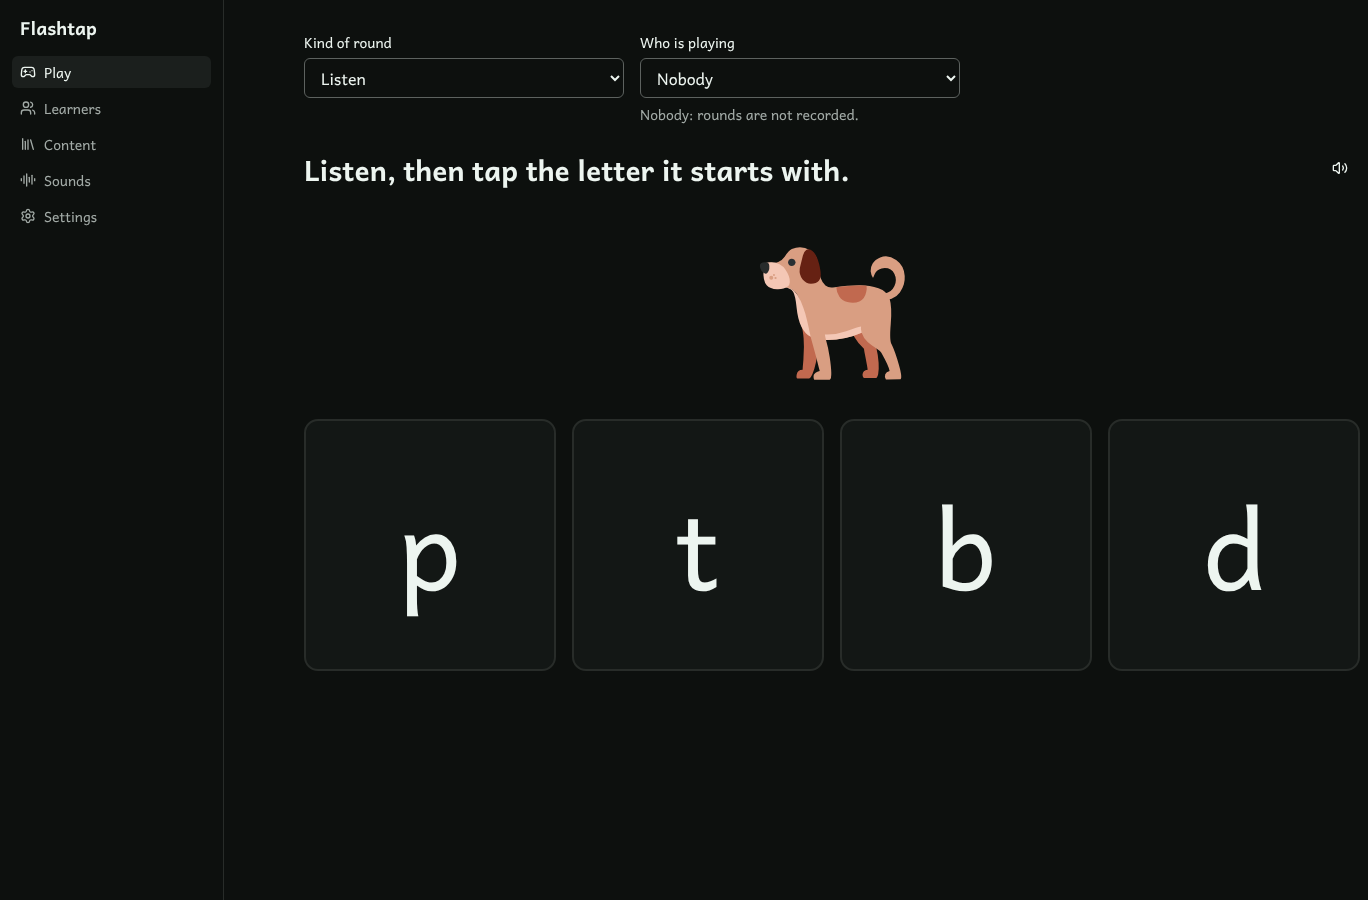 Flashtap
Play
Learners
Content
Sounds
Settings
Kind of round
Who is playing
Listen
Nobody
Nobody: rounds are not recorded.
Listen, then tap the letter it starts with.
p
t
b
d